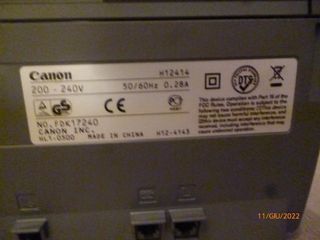 Canon
H12414
200 - 240V 50/60Hz 0.28A
This device complies with Part 15 of the
FCC Rules. Operation is subject to
the following two conditions: (1)This device
may not cause harmful interference,
and (2) this device must accept any
interference received, including
interference that may cause undesired
operation.
GS
CE
NO. FDK17240
CANON INC.
HL1-0500 MADE IN CHINA H12-4143
11/GIU/2022